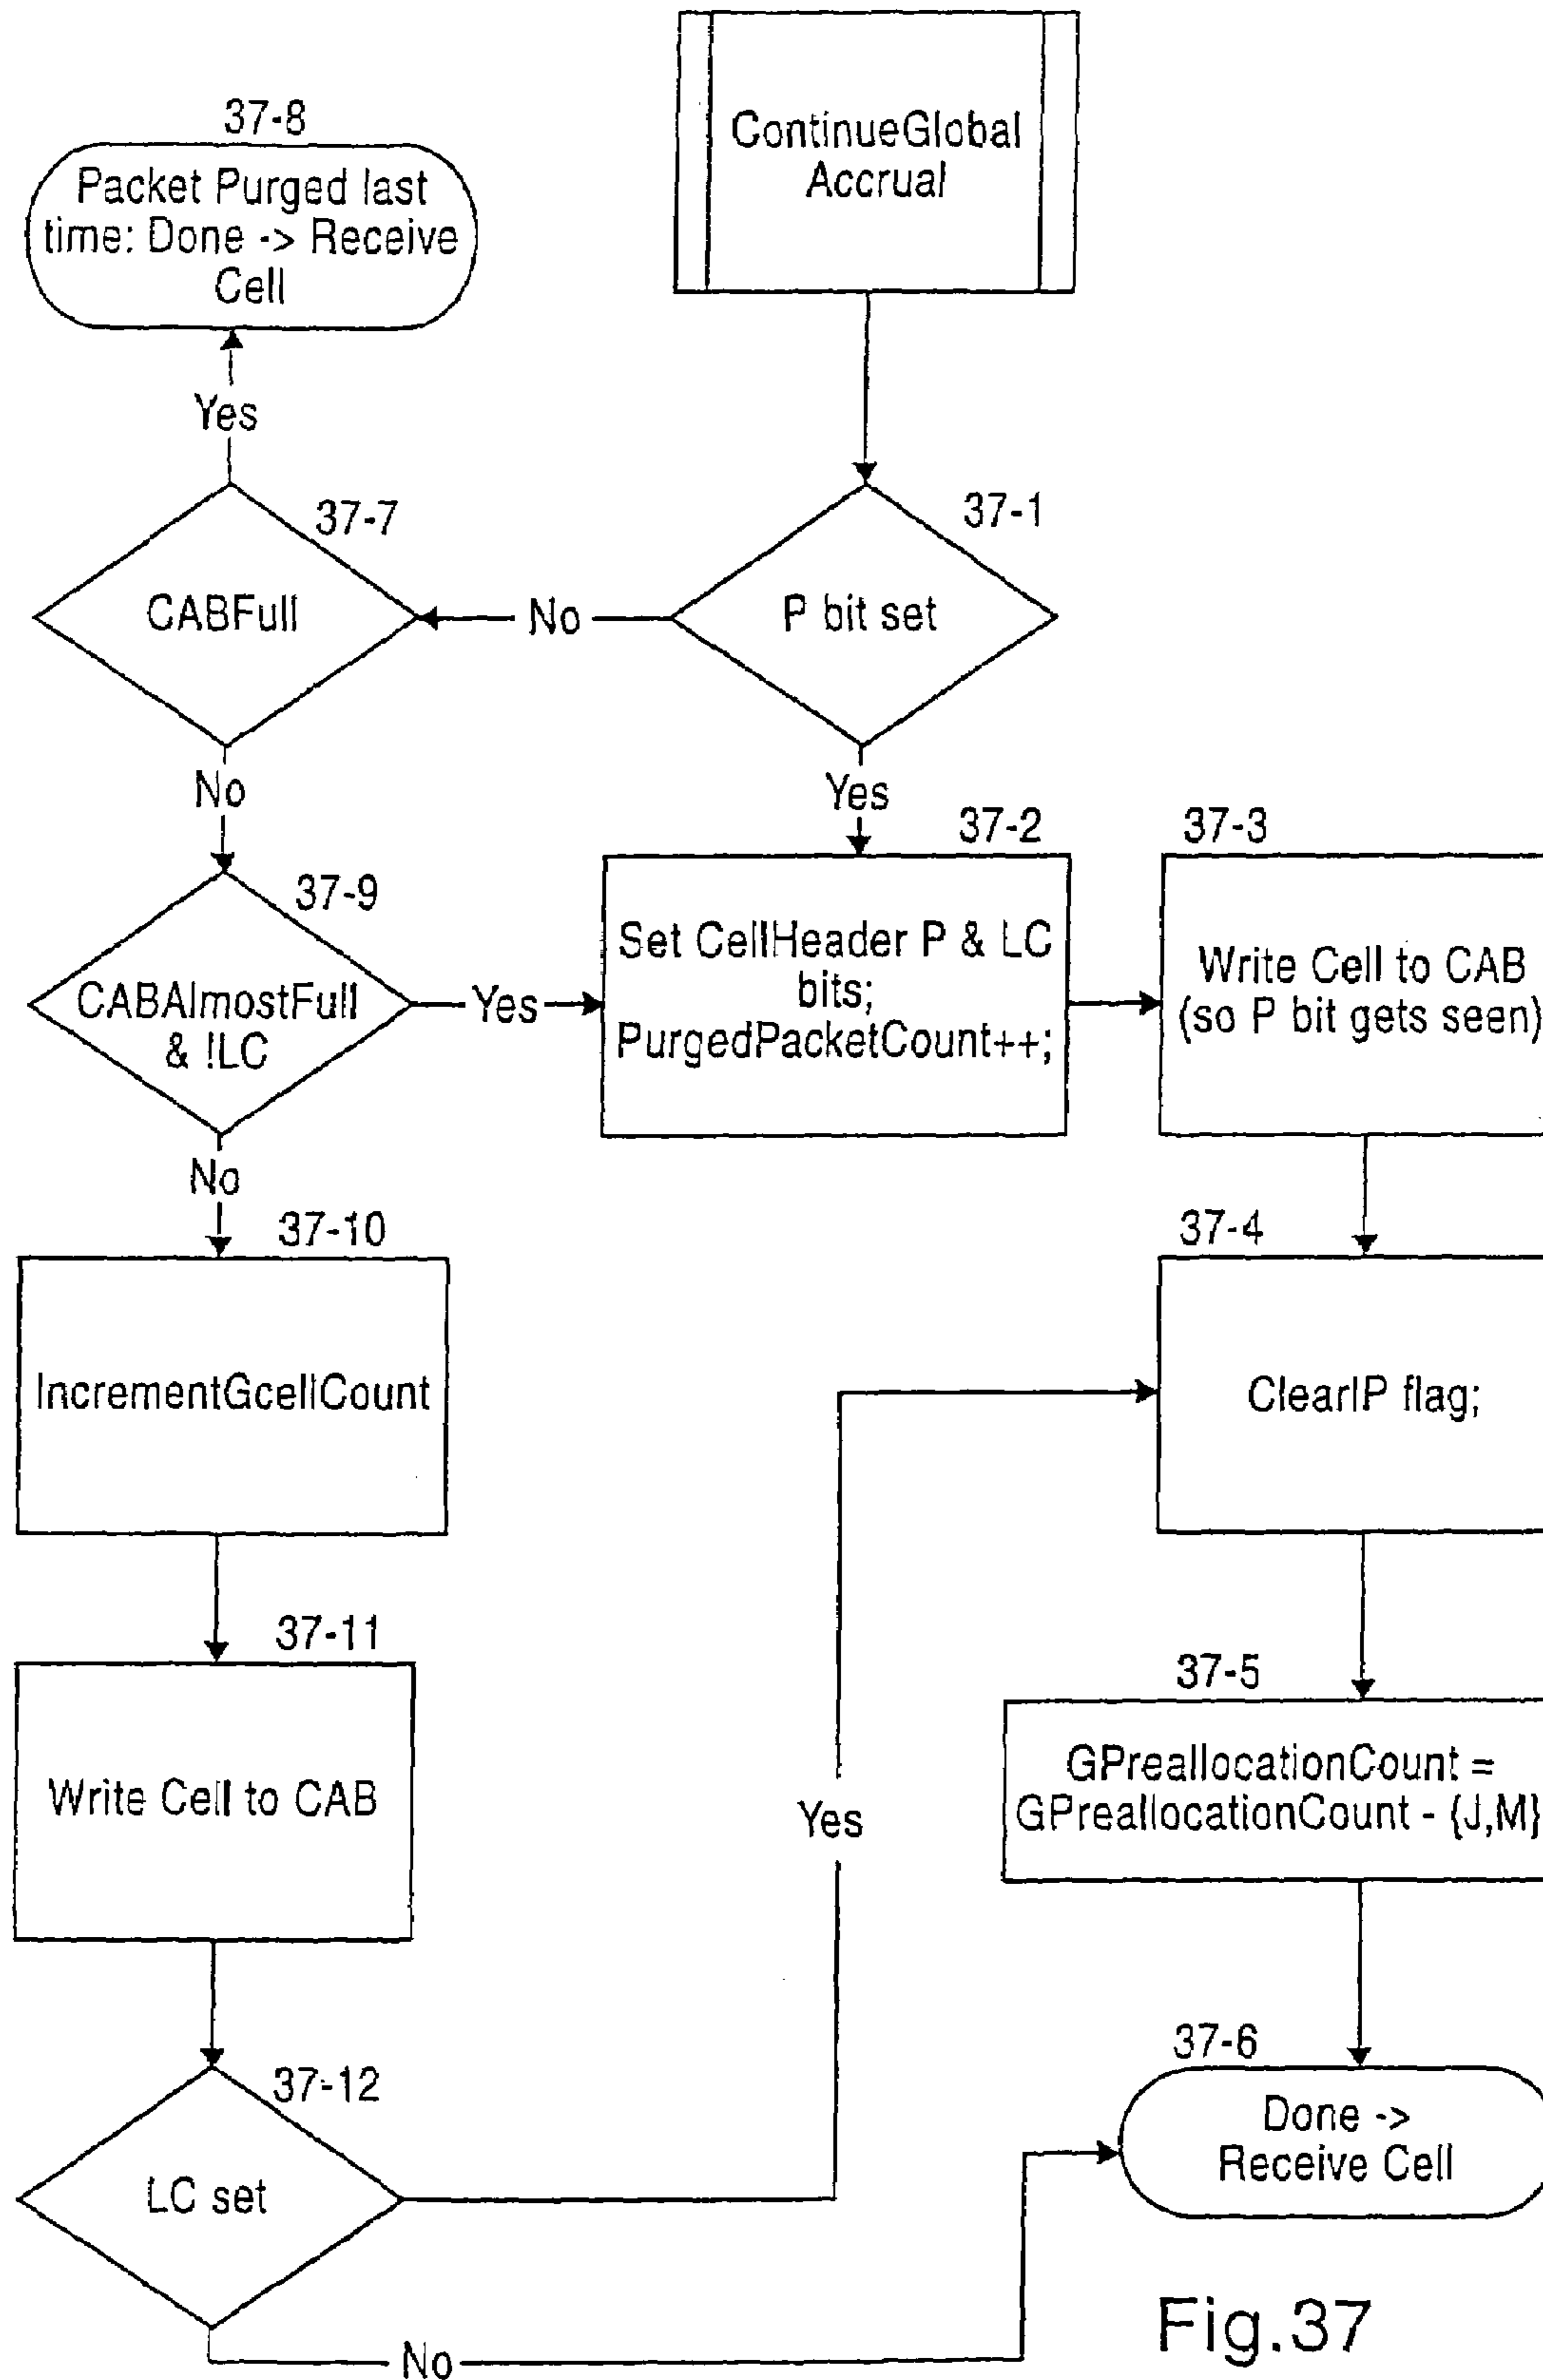 37-8
Packet Purged last
time: Done -> Receive
Cell
ContinueGlobal
Accrual
Yes
37-7
CABFull
No
37-1
P bit set
No
Yes
37-9
CABAlmostFull
& !LC
Yes
37-2
Set CellHeader P & LC
bits;
PurgedPacketCount++;
37-3
Write Cell to CAB
(so P bit gets seen)
No
37-10
IncrementGcellCount
37-4
ClearIP flag;
37-11
Write Cell to CAB
Yes
37-5
GPreallocationCount =
GPreallocationCount - {J,M}
37-12
LC set
37-6
Done ->
Receive Cell
No
Fig.37